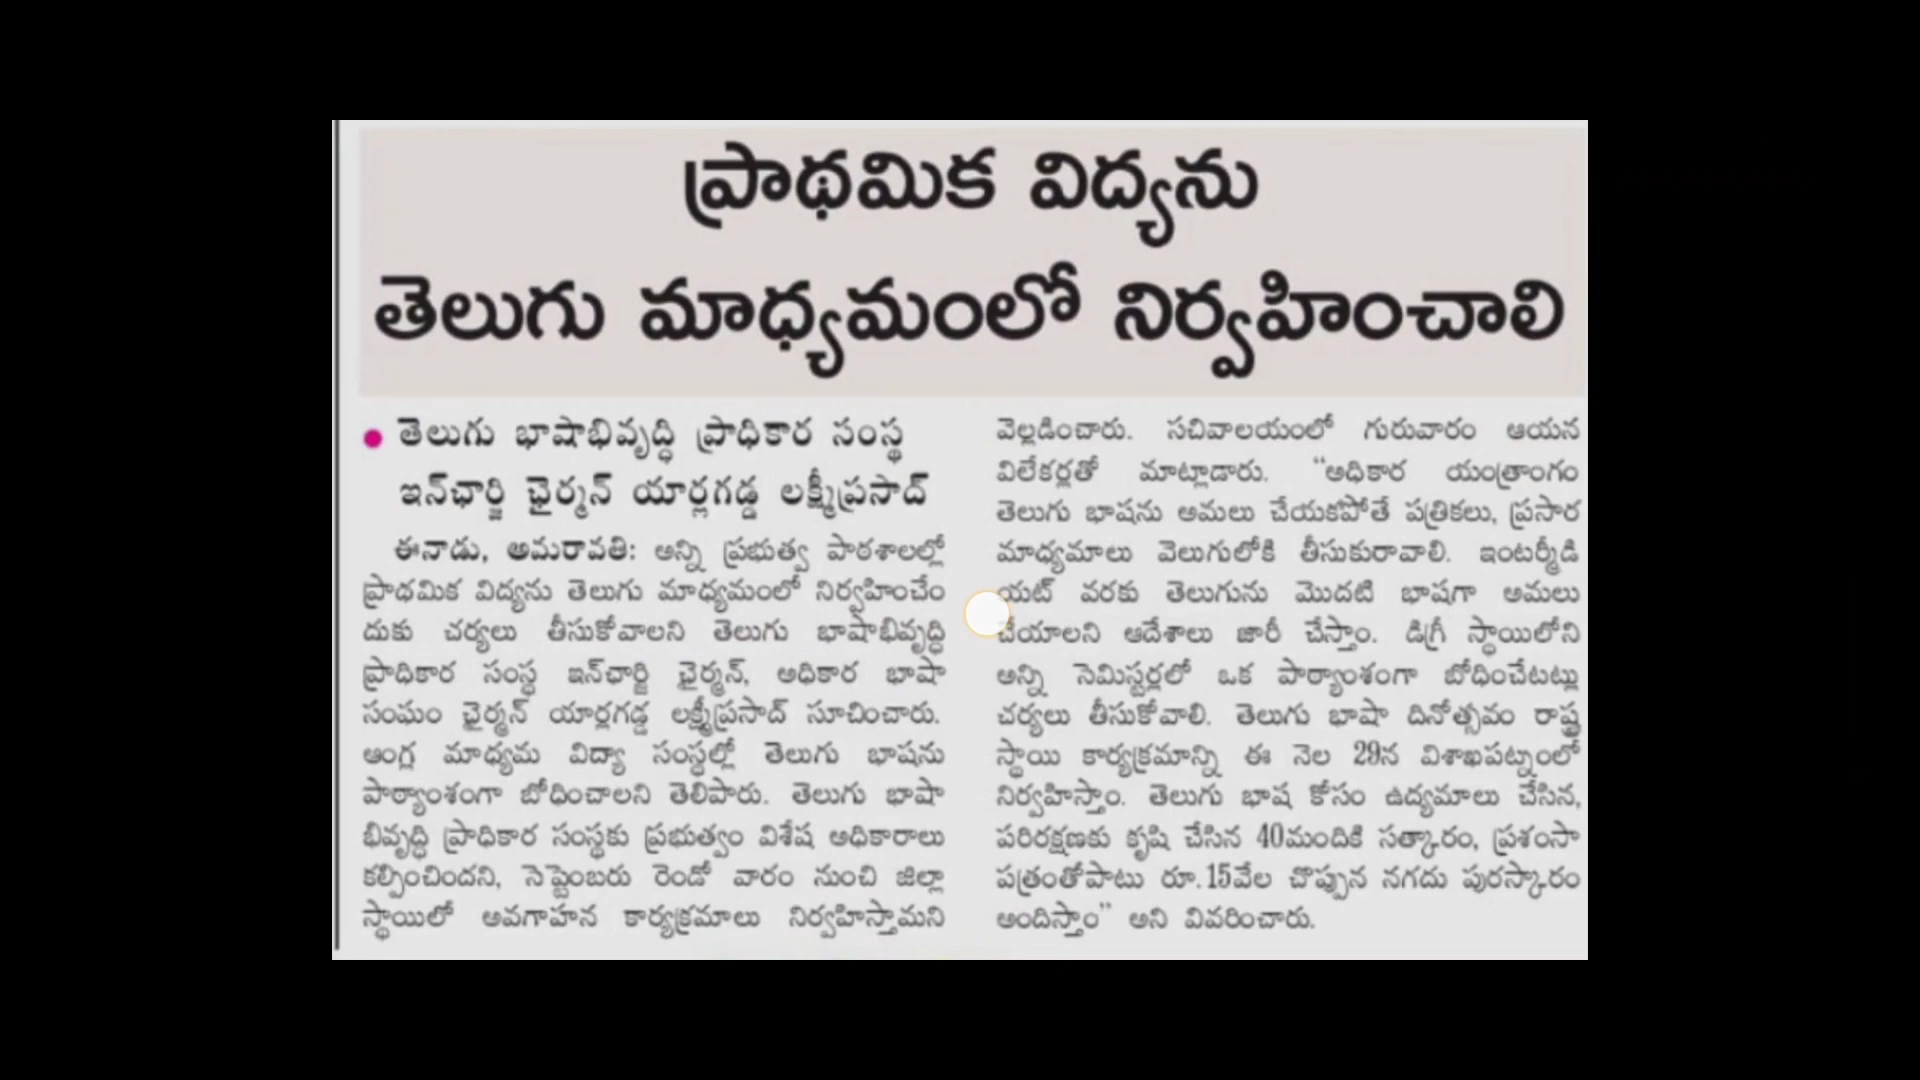 ప్రాథమిక విద్యను
తెలుగు మాధ్యమంలో నిర్వహించాలి
• తెలుగు భాషాభివృద్ధి ప్రాధికార సంస్థ
ఇన్‌ఛార్జి ఛైర్మన్ యార్లగడ్డ లక్ష్మీప్రసాద్
ఈనాడు, అమరావతి: అన్ని ప్రభుత్వ పాఠశాలల్లో
ప్రాథమిక విద్యను తెలుగు మాధ్యమంలో నిర్వహించేం
దుకు చర్యలు తీసుకోవాలని తెలుగు భాషాభివృద్ధి
ప్రాధికార సంస్థ ఇన్‌ఛార్జి ఛైర్మన్, అధికార భాషా
సంఘం ఛైర్మన్ యార్లగడ్డ లక్ష్మీప్రసాద్ సూచించారు.
ఆంగ్ల మాధ్యమ విద్యా సంస్థల్లో తెలుగు భాషను
పాఠ్యాంశంగా బోధించాలని తెలిపారు. తెలుగు భాషా
భివృద్ధి ప్రాధికార సంస్థకు ప్రభుత్వం విశేష అధికారాలు
కల్పించిందని, సెప్టెంబరు రెండో వారం నుంచి జిల్లా
స్థాయిలో అవగాహన కార్యక్రమాలు నిర్వహిస్తామని
వెల్లడించారు. సచివాలయంలో గురువారం ఆయన
విలేకర్లతో మాట్లాడారు. “అధికార యంత్రాంగం
తెలుగు భాషను అమలు చేయకపోతే పత్రికలు, ప్రసార
మాధ్యమాలు వెలుగులోకి తీసుకురావాలి. ఇంటర్మీడి
యట్ వరకు తెలుగును మొదటి భాషగా అమలు
చేయాలని ఆదేశాలు జారీ చేస్తాం. డిగ్రీ స్థాయిలోని
అన్ని సెమిస్టర్లలో ఒక పాఠ్యాంశంగా బోధించేటట్లు
చర్యలు తీసుకోవాలి. తెలుగు భాషా దినోత్సవం రాష్ట్ర
స్థాయి కార్యక్రమాన్ని ఈ నెల 29న విశాఖపట్నంలో
నిర్వహిస్తాం. తెలుగు భాష కోసం ఉద్యమాలు చేసిన,
పరిరక్షణకు కృషి చేసిన 40మందికి సత్కారం, ప్రశంసా
పత్రంతోపాటు రూ.15వేల చొప్పున నగదు పురస్కారం
అందిస్తాం” అని వివరించారు.